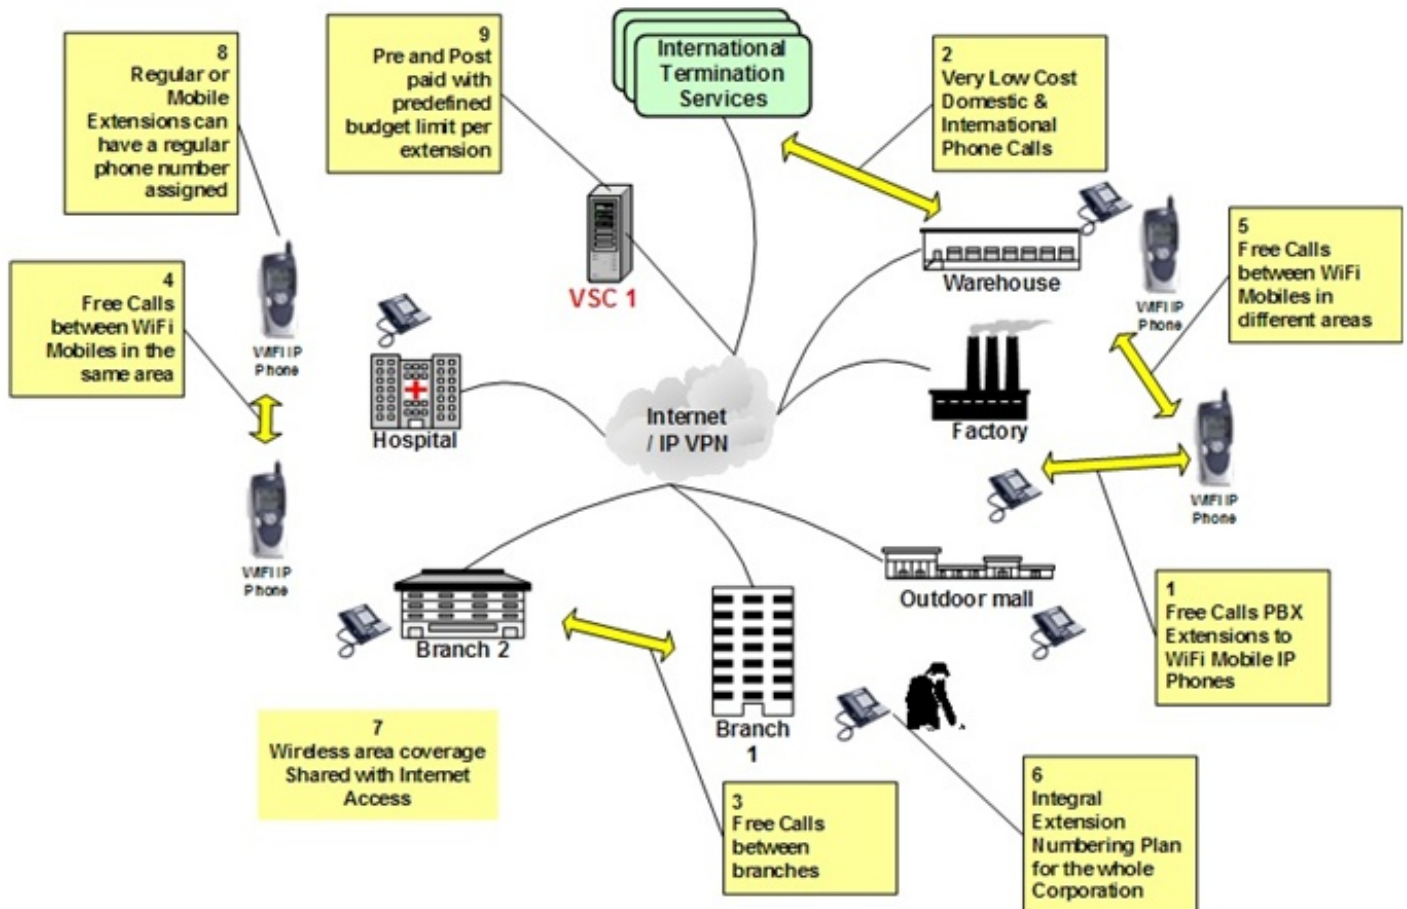 8
Regular or
Mobile
Extensions can
have a regular
phone number
assigned
9
Pre and Post
paid with
predefined
budget limit per
extension
International
Termination
Services
2
Very Low Cost
Domestic &
International
Phone Calls
5
Free Calls
between WiFi
Mobiles in
different areas
4
Free Calls
between WiFi
Mobiles in the
same area
WIFI IP
Phone
VSC 1
Warehouse
WIFI IP
Phone
Hospital
Internet
/ IP VPN
Factory
WIFI IP
Phone
WIFI IP
Phone
Branch 2
Outdoor mall
1
Free Calls PBX
Extensions to
WiFi Mobile IP
Phones
7
Wireless area coverage
Shared with Internet
Access
Branch
1
3
Free Calls
between
branches
6
Integral
Extension
Numbering Plan
for the whole
Corporation